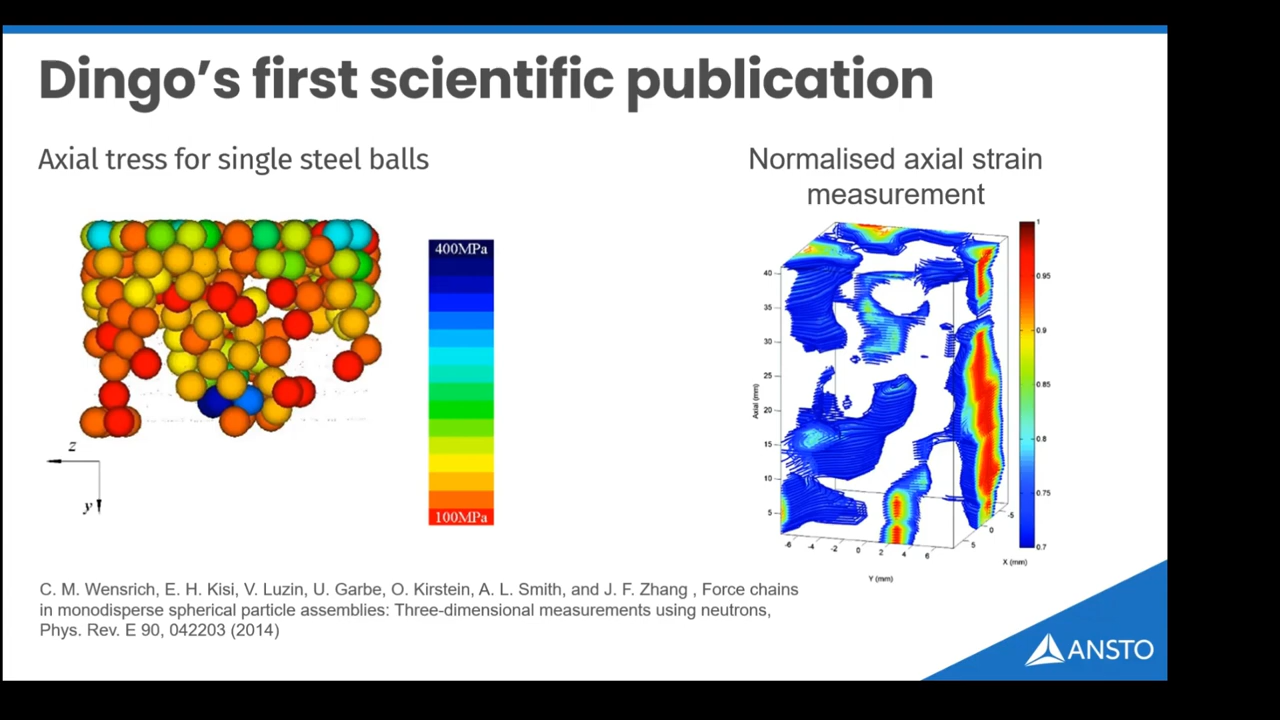 Dingo's first scientific publication
Axial tress for single steel balls
Normalised axial strain
measurement
400MPa
100MPa
z
y
1
0.95
0.9
0.85
0.8
0.75
0.7
40
35
30
25
20
15
10
5
Axial (mm)
-6
-4
-2
0
2
4
6
Y (mm)
5
0
-5
X (mm)
C. M. Wensrich, E. H. Kisi, V. Luzin, U. Garbe, O. Kirstein, A. L. Smith, and J. F. Zhang , Force chains
in monodisperse spherical particle assemblies: Three-dimensional measurements using neutrons,
Phys. Rev. E 90, 042203 (2014)
ANSTO